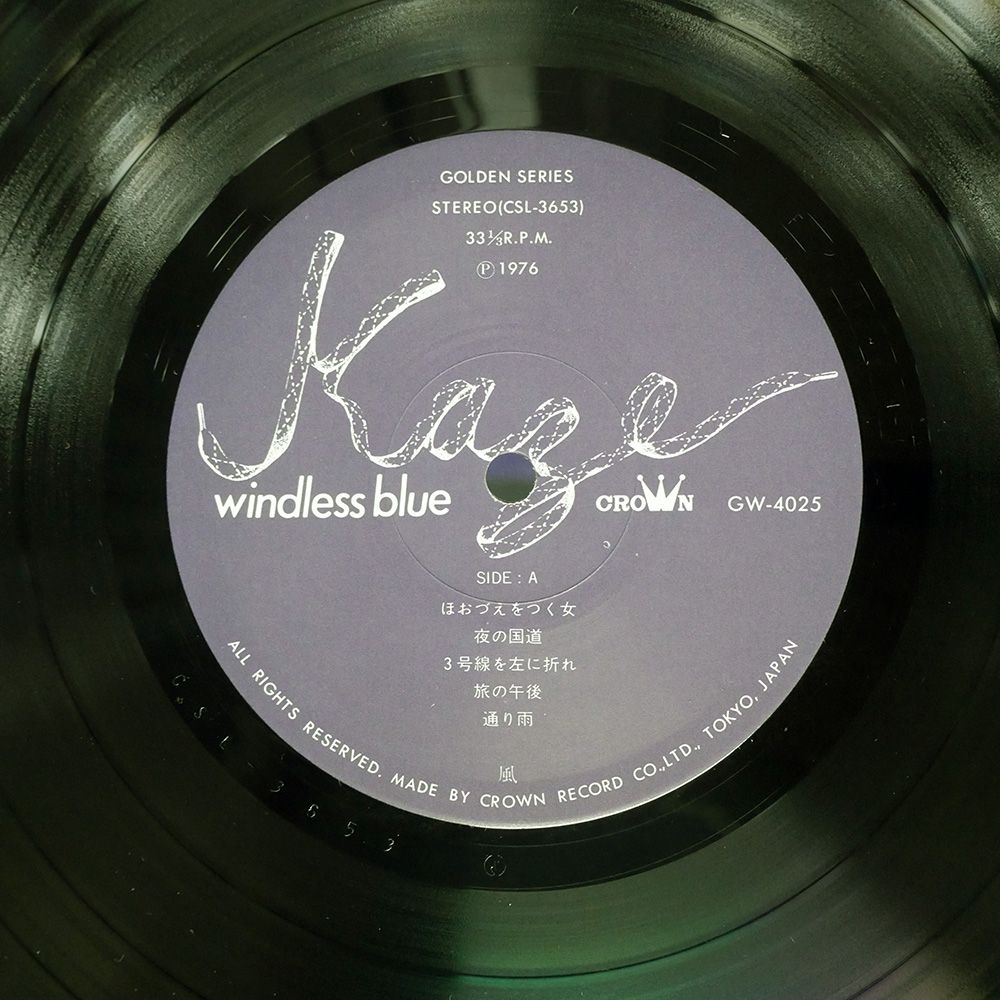 GOLDEN SERIES
STEREO(CSL-3653)
33⅓R.P.M.
Ⓟ1976
Kaze
windless blue
CROWN GW-4025
SIDE : A
ほおづえをつく女
夜の国道
3号線を左に折れ
旅の午後
通り雨
風
ALL RIGHTS RESERVED. MADE BY CROWN RECORD CO.,LTD., TOKYO, JAPAN
CSL-3653